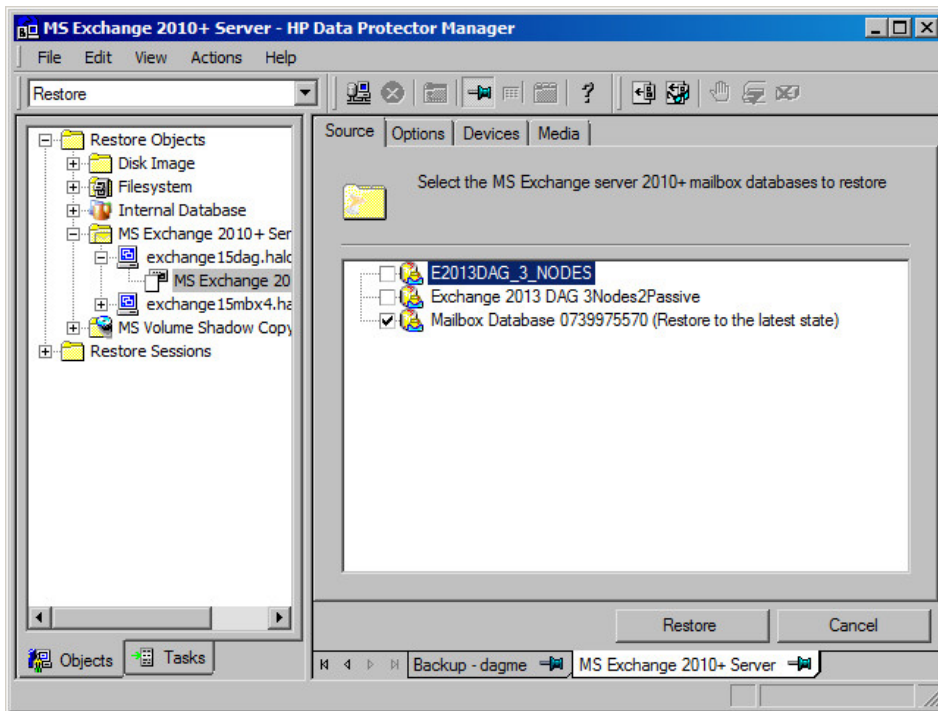 MS Exchange 2010+ Server - HP Data Protector Manager
File Edit View Actions Help
Restore
Source Options Devices Media
Restore Objects
Disk Image
Filesystem
Internal Database
MS Exchange 2010+ Ser
exchange15dag.halo
MS Exchange 20
exchange15mbx4.ha
MS Volume Shadow Copy
Restore Sessions
Select the MS Exchange server 2010+ mailbox databases to restore
E2013DAG_3_NODES
Exchange 2013 DAG 3Nodes2Passive
Mailbox Database 0739975570 (Restore to the latest state)
Restore Cancel
Objects Tasks
Backup - dagme MS Exchange 2010+ Server